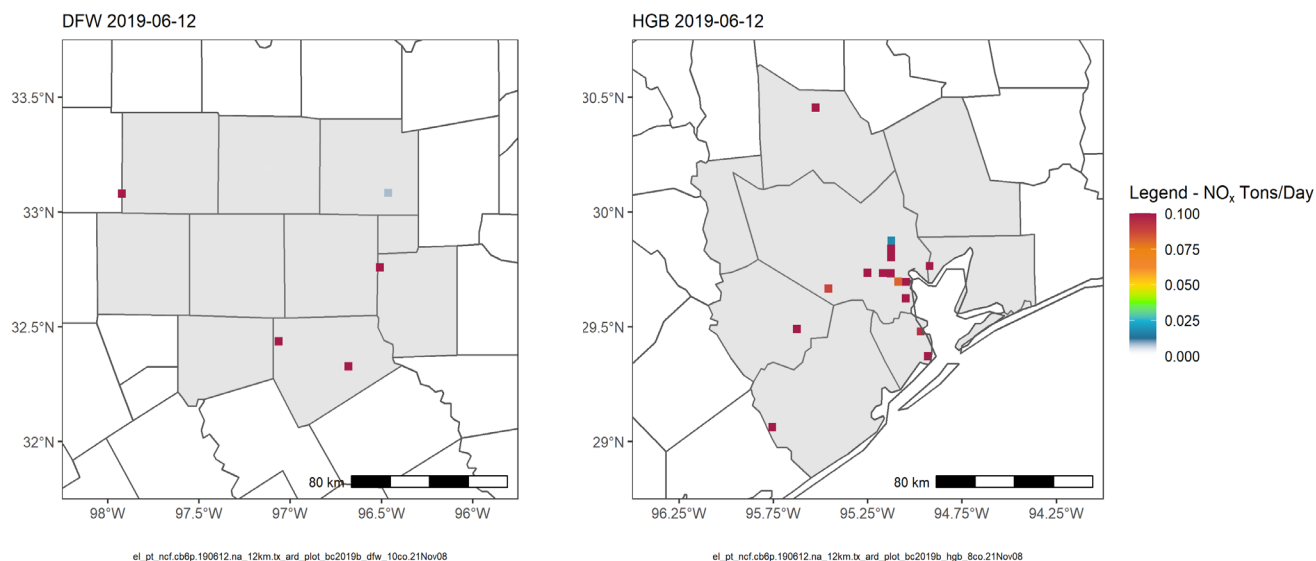 DFW 2019-06-12
33.5°N
33°N
32.5°N
32°N
80 km
98°W 97.5°W 97°W 96.5°W 96°W
el_pt_ncf.cb6p.190612.na_12km.tx_ard_plot_bc2019b_dfw_10co.21Nov08
HGB 2019-06-12
30.5°N
30°N
29.5°N
29°N
80 km
96.25°W 95.75°W 95.25°W 94.75°W 94.25°W
el_pt_ncf.cb6p.190612.na_12km.tx_ard_plot_bc2019b_hgb_8co.21Nov08
Legend - NOₓ Tons/Day
0.100
0.075
0.050
0.025
0.000